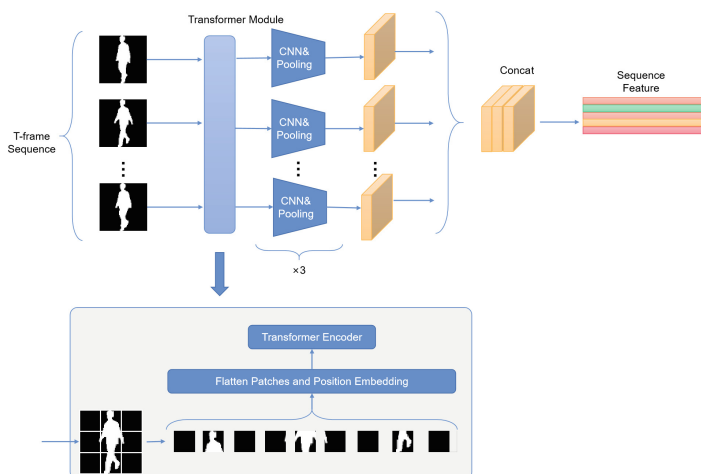 Transformer Module
T-frame
Sequence
CNN&
Pooling
CNN&
Pooling
CNN&
Pooling
×3
Concat
Sequence
Feature
Transformer Encoder
Flatten Patches and Position Embedding